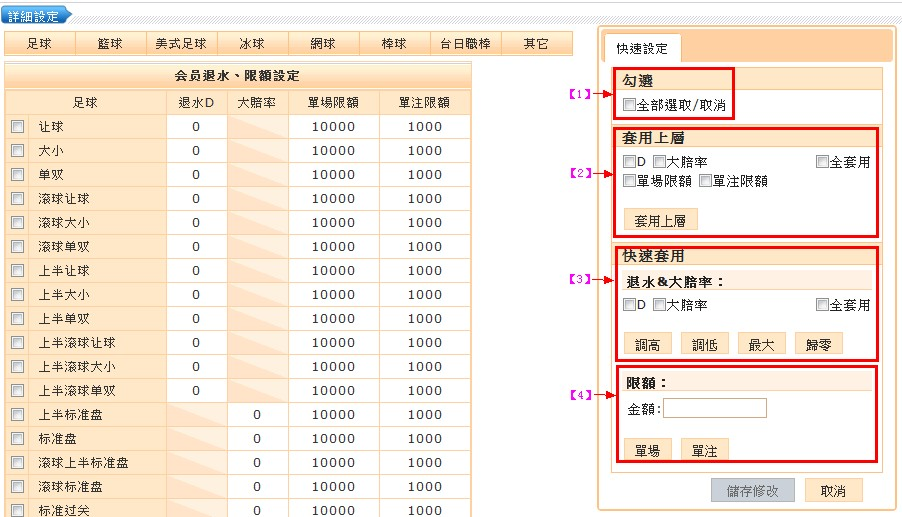 詳細設定
足球 籃球 美式足球 冰球 網球 棒球 台日職棒 其它
会员退水、限額設定
足球 退水D 大賠率 單場限額 單注限額
让球 0 10000 1000
大小 0 10000 1000
单双 0 10000 1000
滚球让球 0 10000 1000
滚球大小 0 10000 1000
滚球单双 0 10000 1000
上半让球 0 10000 1000
上半大小 0 10000 1000
上半单双 0 10000 1000
上半滚球让球 0 10000 1000
上半滚球大小 0 10000 1000
上半滚球单双 0 10000 1000
上半标准盘 0 10000 1000
标准盘 0 10000 1000
滚球上半标准盘 0 10000 1000
滚球标准盘 0 10000 1000
标准过关 0 10000 1000
快速設定
【1】
勾選
全部選取/取消
【2】
套用上層
D 大賠率 全套用
單場限額 單注限額
套用上層
【3】
快速套用
退水&大賠率：
D 大賠率 全套用
調高 調低 最大 歸零
【4】
限額：
金額:
單場 單注
儲存修改 取消